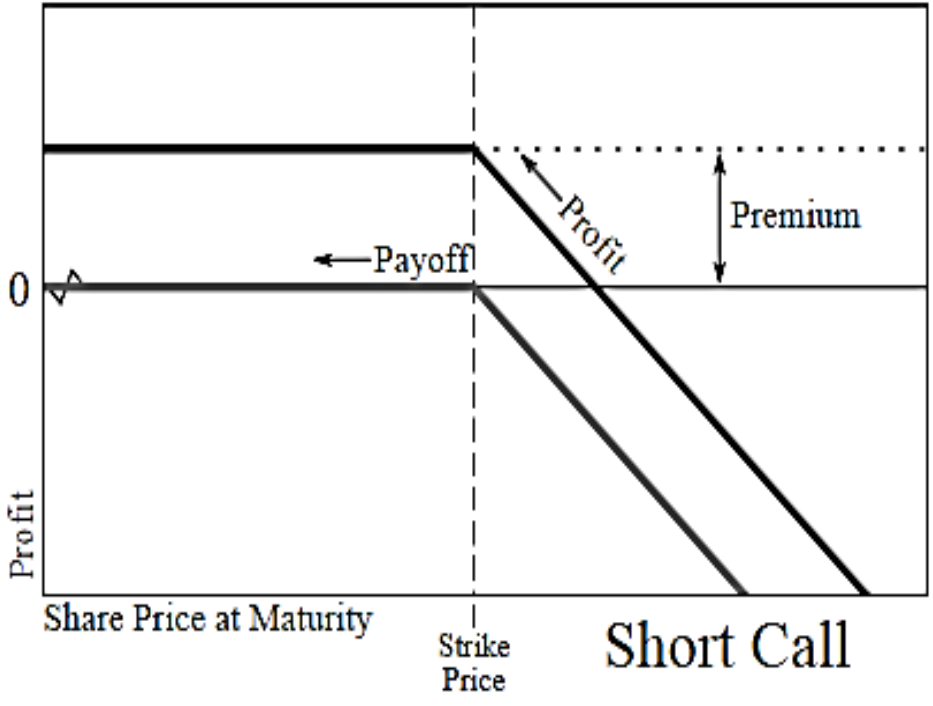 Payoff
Profit
Premium
0
Profit
Share Price at Maturity
Strike
Price
Short Call